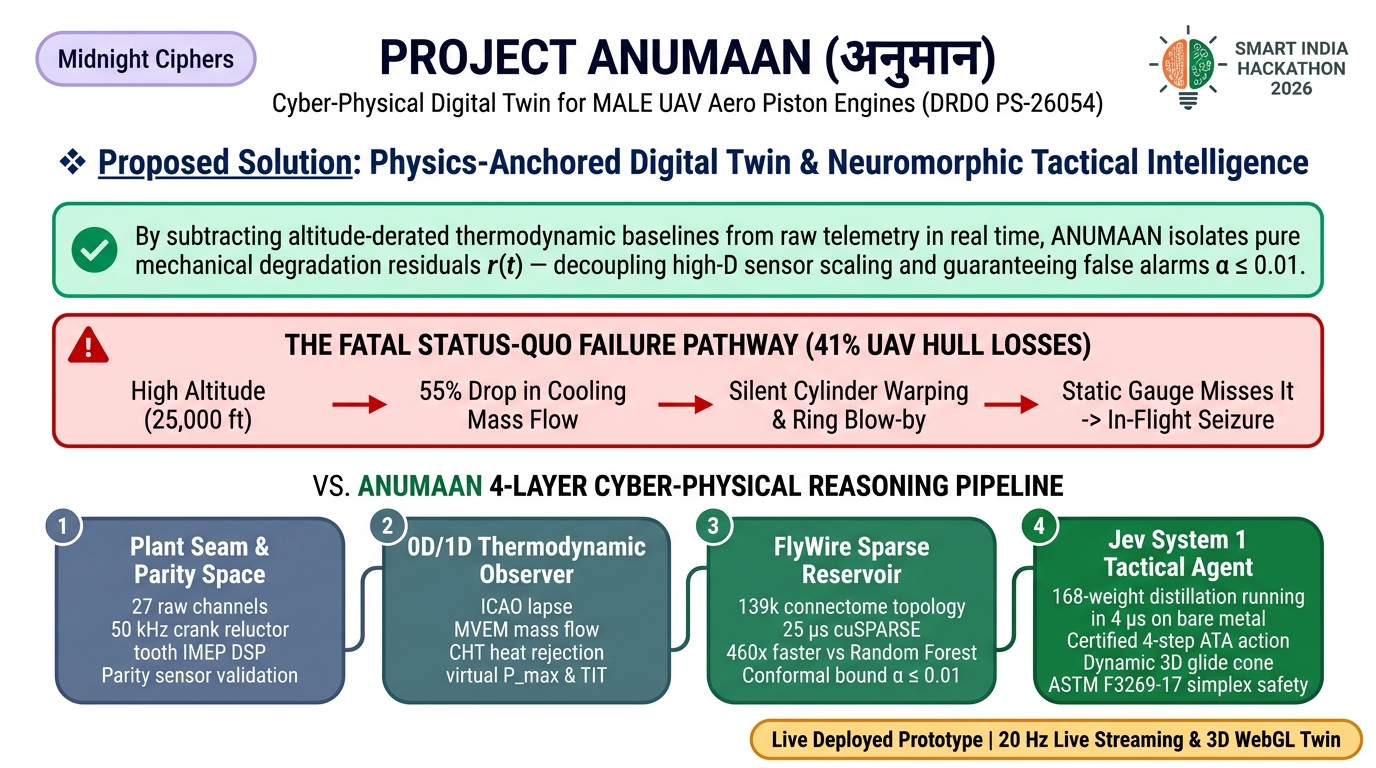 Midnight Ciphers
PROJECT ANUMAAN (अनुमान)
Cyber-Physical Digital Twin for MALE UAV Aero Piston Engines (DRDO PS-26054)
SMART INDIA
HACKATHON
2026
❖ Proposed Solution: Physics-Anchored Digital Twin & Neuromorphic Tactical Intelligence
By subtracting altitude-derated thermodynamic baselines from raw telemetry in real time, ANUMAAN isolates pure
mechanical degradation residuals r(t) — decoupling high-D sensor scaling and guaranteeing false alarms α ≤ 0.01.
THE FATAL STATUS-QUO FAILURE PATHWAY (41% UAV HULL LOSSES)
High Altitude
(25,000 ft)
55% Drop in Cooling
Mass Flow
Silent Cylinder Warping
& Ring Blow-by
Static Gauge Misses It
-> In-Flight Seizure
VS. ANUMAAN 4-LAYER CYBER-PHYSICAL REASONING PIPELINE
1
Plant Seam &
Parity Space
27 raw channels
50 kHz crank reluctor
tooth IMEP DSP
Parity sensor validation
2
0D/1D Thermodynamic
Observer
ICAO lapse
MVEM mass flow
CHT heat rejection
virtual P_max & TIT
3
FlyWire Sparse
Reservoir
139k connectome topology
25 µs cuSPARSE
460x faster vs Random Forest
Conformal bound α ≤ 0.01
4
Jev System 1
Tactical Agent
168-weight distillation running
in 4 µs on bare metal
Certified 4-step ATA action
Dynamic 3D glide cone
ASTM F3269-17 simplex safety
Live Deployed Prototype | 20 Hz Live Streaming & 3D WebGL Twin